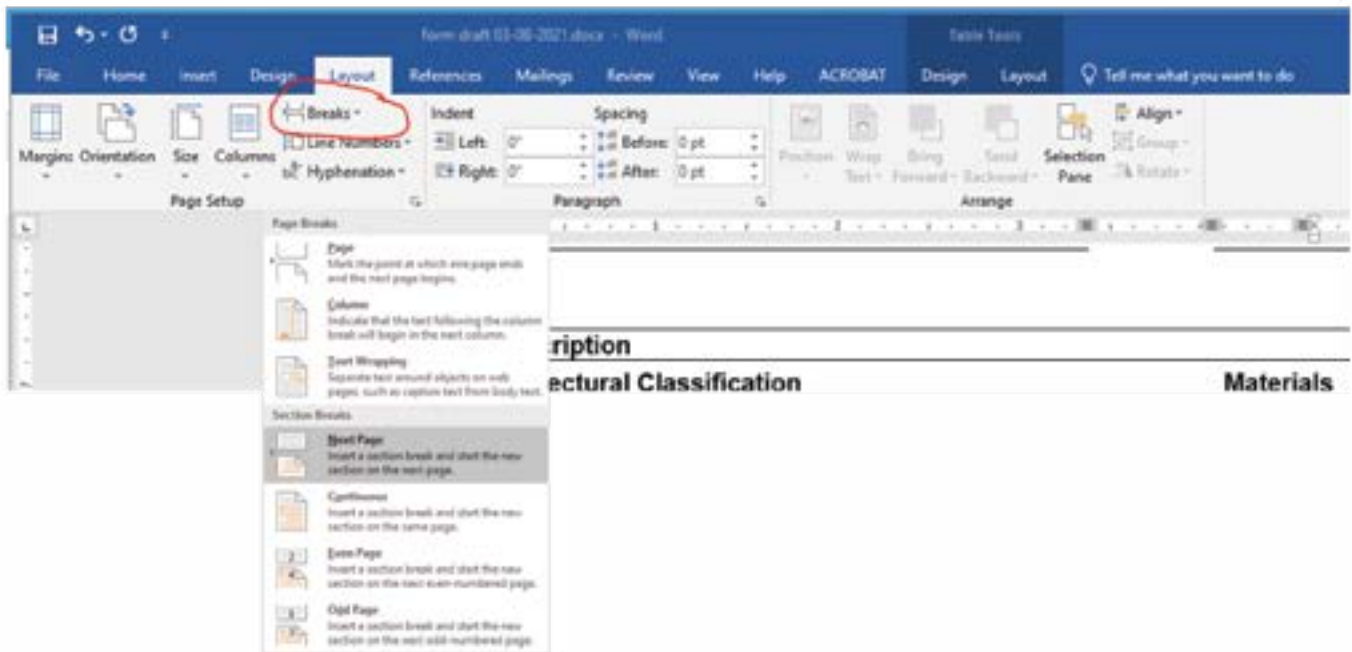 form draft 03-08-2021.docx - Word
Table Tools
File Home Insert Design Layout References Mailings Review View Help ACROBAT Design Layout Tell me what you want to do
Margins Orientation Size Columns
Breaks
Line Numbers
Hyphenation
Page Setup
Indent
Left: 0"
Right: 0"
Spacing
Before: 0 pt
After: 0 pt
Paragraph
Position Wrap Text Bring Forward Send Backward Selection Pane
Align
Group
Rotate
Arrange
1 2 3
Page Breaks
Page
Mark the point at which one page ends
and the next page begins.
Column
Indicate that the text following the column
break will begin in the next column.
Text Wrapping
Separate text around objects on web
pages, such as caption text from body text.
Section Breaks
Next Page
Insert a section break and start the new
section on the next page.
Continuous
Insert a section break and start the new
section on the same page.
Even Page
Insert a section break and start the new
section on the next even-numbered page.
Odd Page
Insert a section break and start the new
section on the next odd-numbered page.
ription
ectural Classification Materials